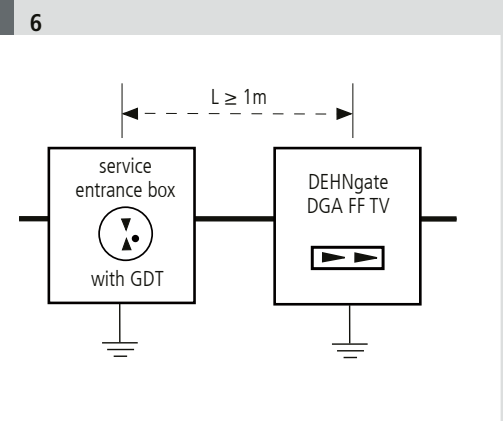 6
L ≥ 1m
service
entrance box
with GDT
DEHNgate
DGA FF TV